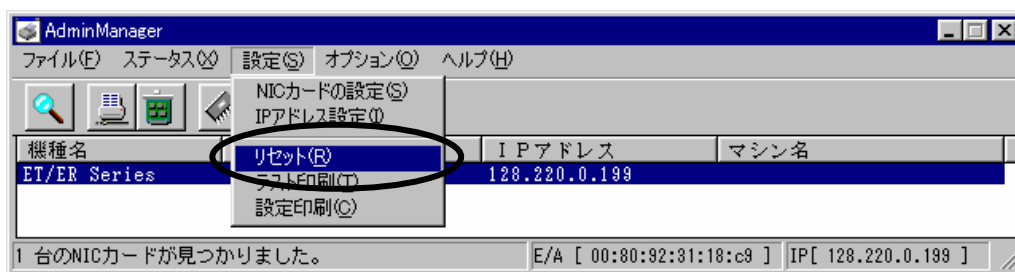 AdminManager
ファイル(F) ステータス(X) 設定(S) オプション(O) ヘルプ(H)
NICカードの設定(S)
IPアドレス設定(I)
リセット(R)
テスト印刷(T)
設定印刷(C)
機種名 IPアドレス マシン名
ET/ER Series 128.220.0.199
1 台のNICカードが見つかりました。 E/A [ 00:80:92:31:18:c9 ] IP[ 128.220.0.199 ]